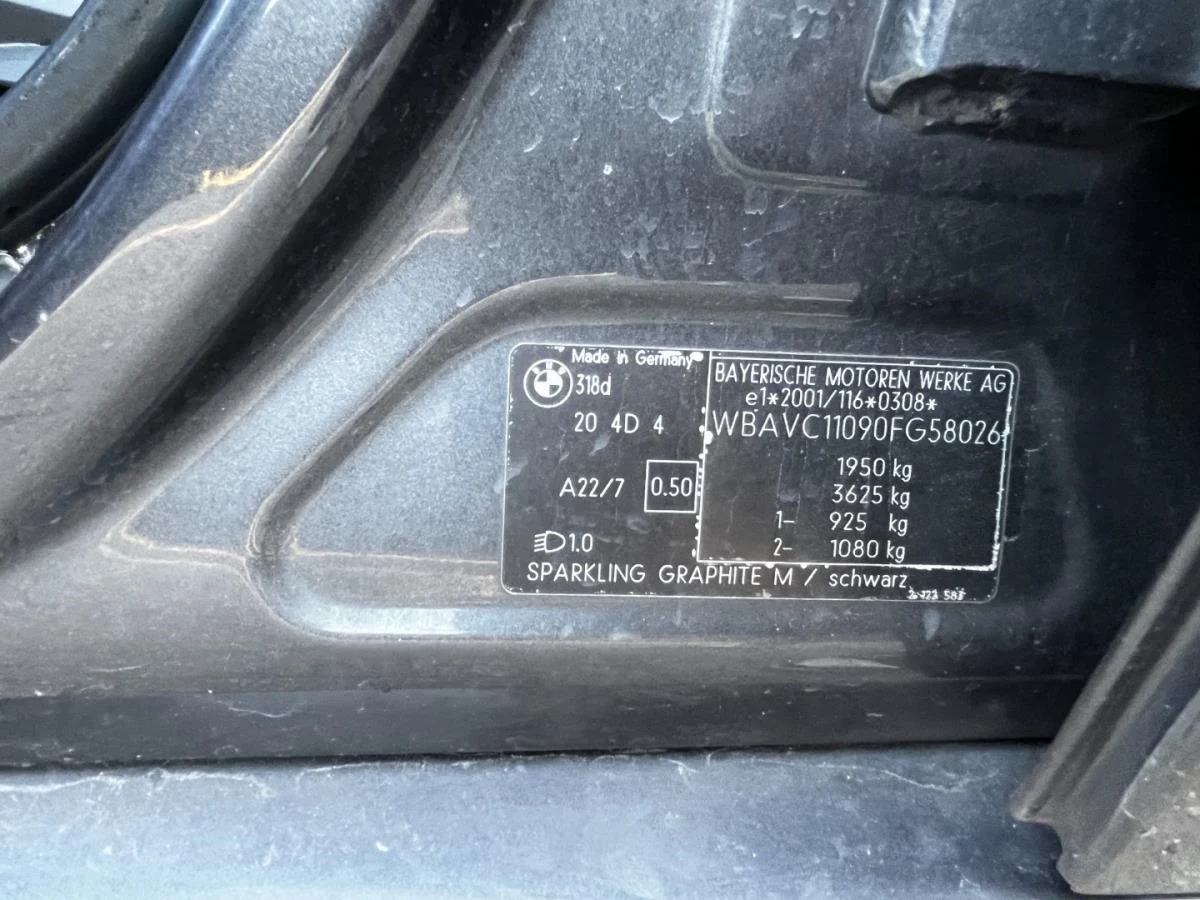 Made in Germany
318d
20 4D 4
A22/7 0.50
1.0
BAYERISCHE MOTOREN WERKE AG
e1*2001/116*0308*
WBAVC11090FG58026
1950 kg
3625 kg
1- 925 kg
2- 1080 kg
SPARKLING GRAPHITE M / schwarz